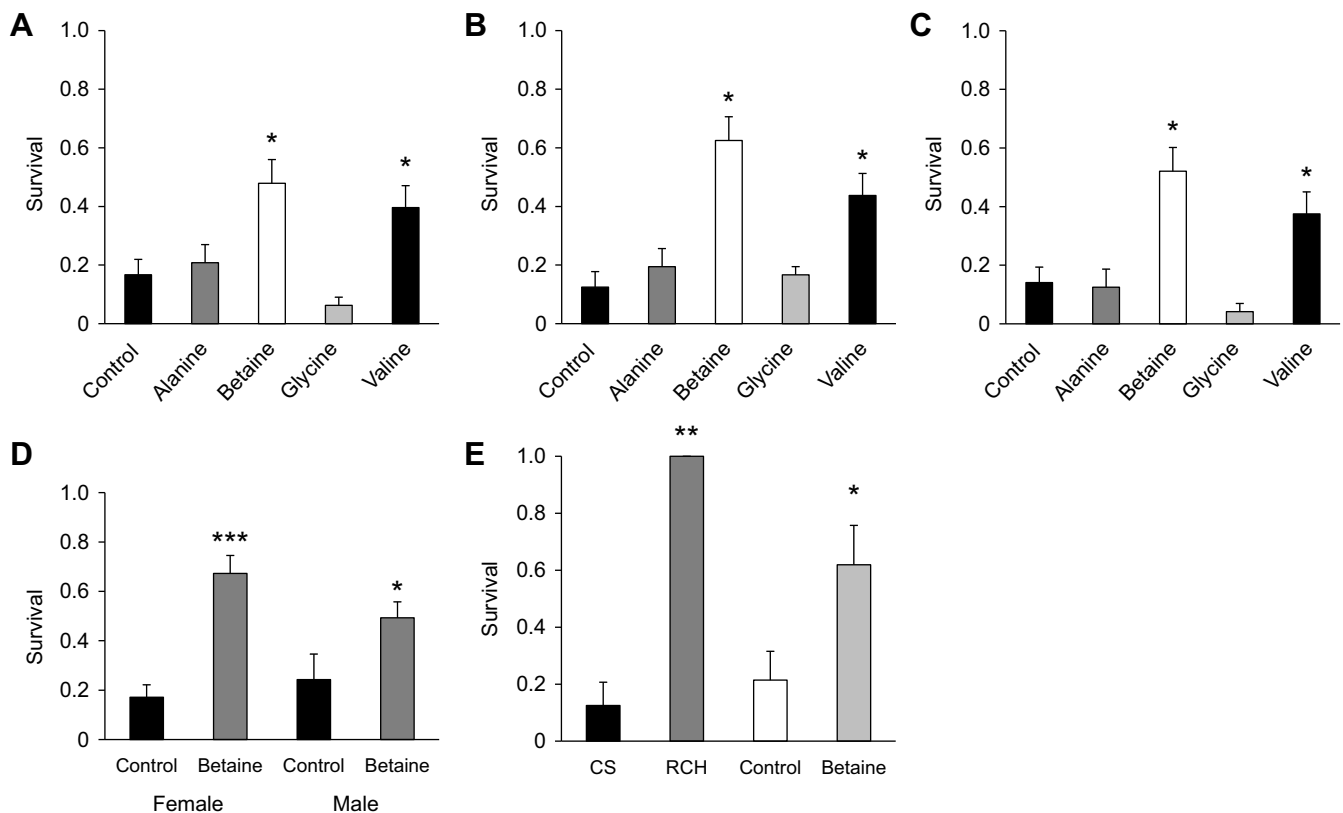 A
1.0
0.8
0.6
0.4
0.2
0
Survival
*
*
Control
Alanine
Betaine
Glycine
Valine
B
1.0
0.8
0.6
0.4
0.2
0
Survival
*
*
Control
Alanine
Betaine
Glycine
Valine
C
1.0
0.8
0.6
0.4
0.2
0
Survival
*
*
Control
Alanine
Betaine
Glycine
Valine
D
1.0
0.8
0.6
0.4
0.2
0
Survival
***
*
Control Betaine Control Betaine
Female Male
E
1.0
0.8
0.6
0.4
0.2
0
Survival
**
*
CS RCH Control Betaine